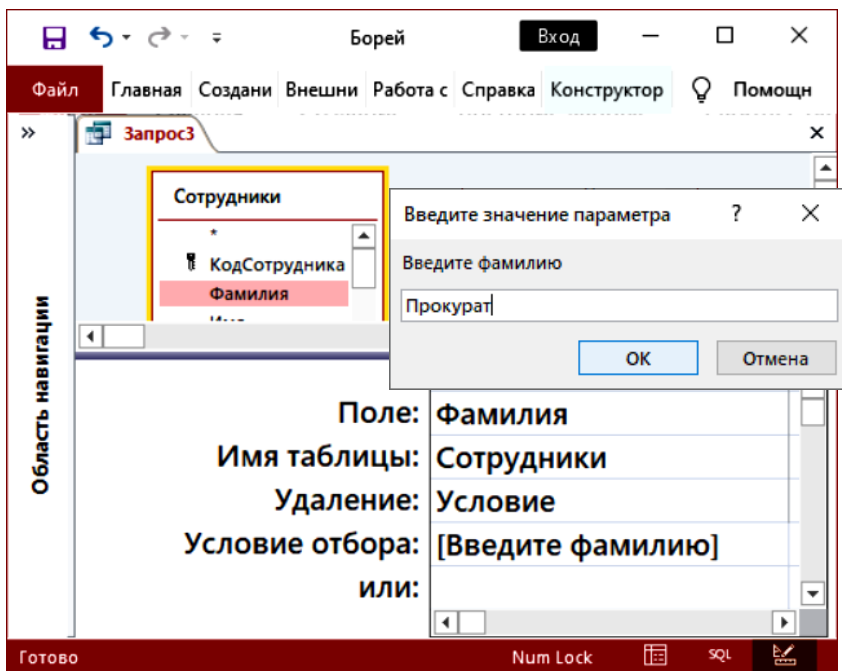 Борей
Вход
Файл Главная Создани Внешни Работа с Справка Конструктор Помощн
Запрос3
Сотрудники
*
КодСотрудника
Фамилия
Введите значение параметра ?
Введите фамилию
Прокурат
ОК Отмена
Область навигации
Поле: Фамилия
Имя таблицы: Сотрудники
Удаление: Условие
Условие отбора: [Введите фамилию]
или:
Готово Num Lock SQL